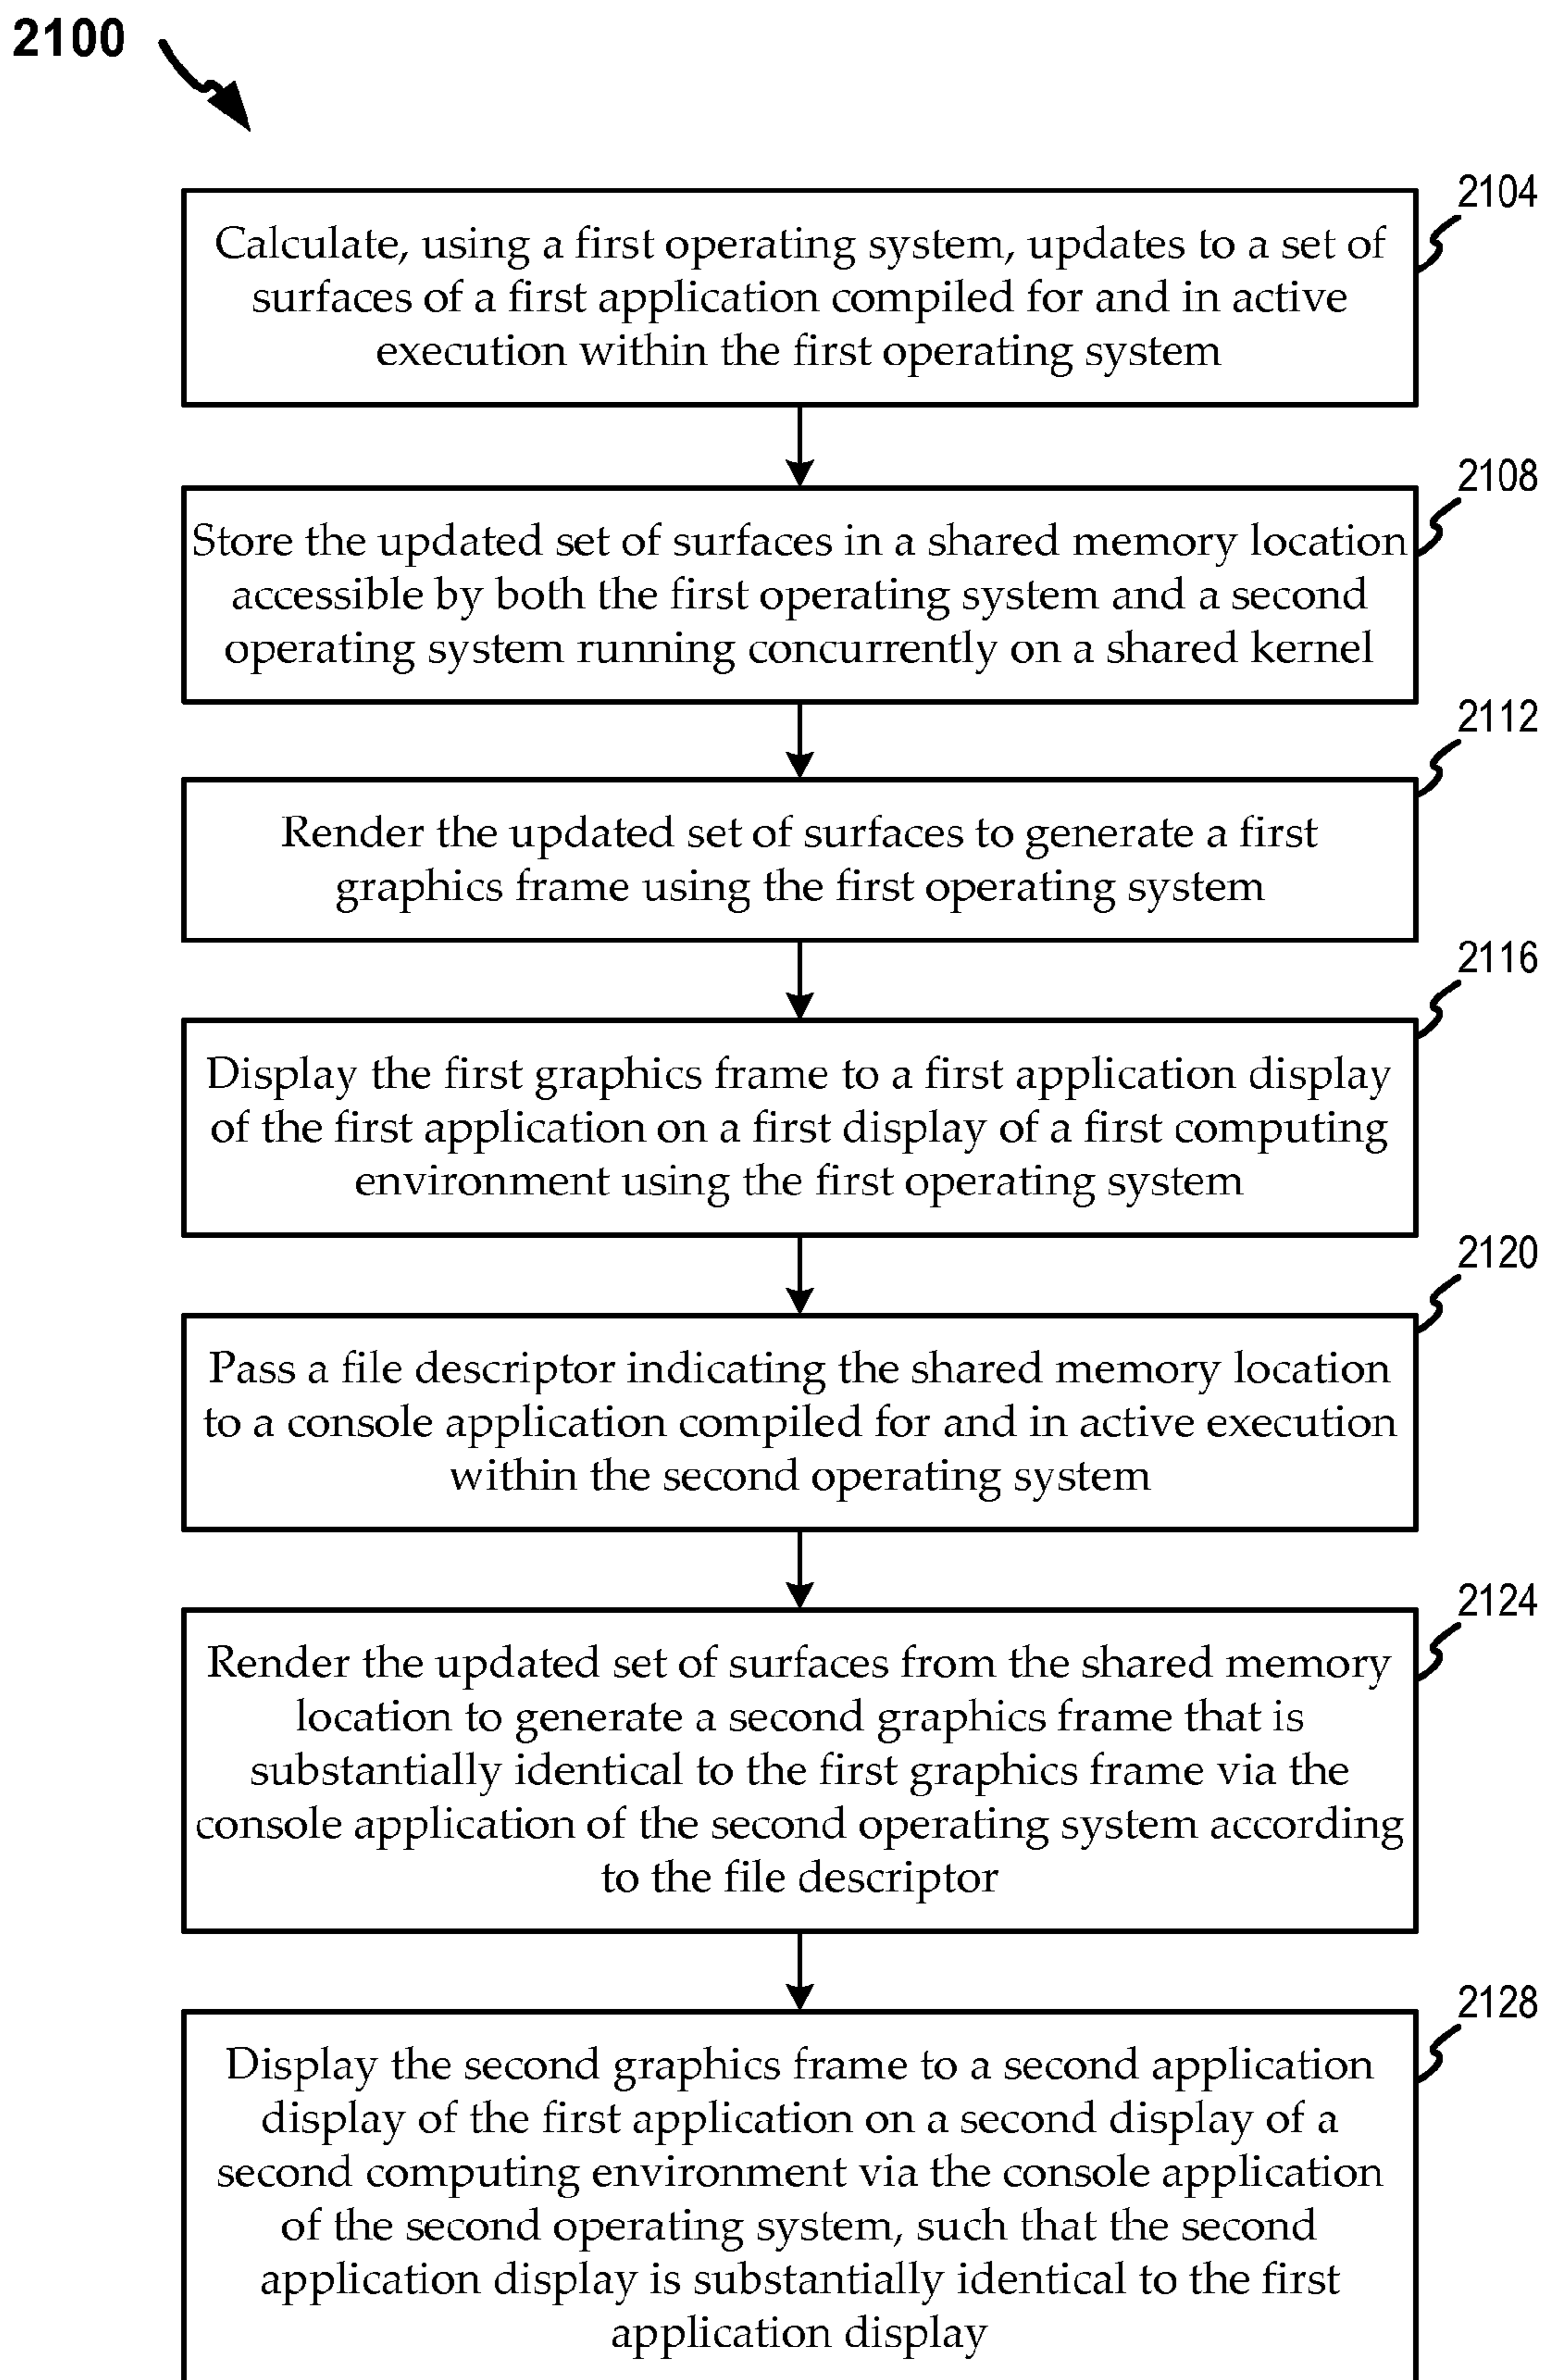 2100
2104
Calculate, using a first operating system, updates to a set of
surfaces of a first application compiled for and in active
execution within the first operating system
2108
Store the updated set of surfaces in a shared memory location
accessible by both the first operating system and a second
operating system running concurrently on a shared kernel
2112
Render the updated set of surfaces to generate a first
graphics frame using the first operating system
2116
Display the first graphics frame to a first application display
of the first application on a first display of a first computing
environment using the first operating system
2120
Pass a file descriptor indicating the shared memory location
to a console application compiled for and in active execution
within the second operating system
2124
Render the updated set of surfaces from the shared memory
location to generate a second graphics frame that is
substantially identical to the first graphics frame via the
console application of the second operating system according
to the file descriptor
2128
Display the second graphics frame to a second application
display of the first application on a second display of a
second computing environment via the console application
of the second operating system, such that the second
application display is substantially identical to the first
application display